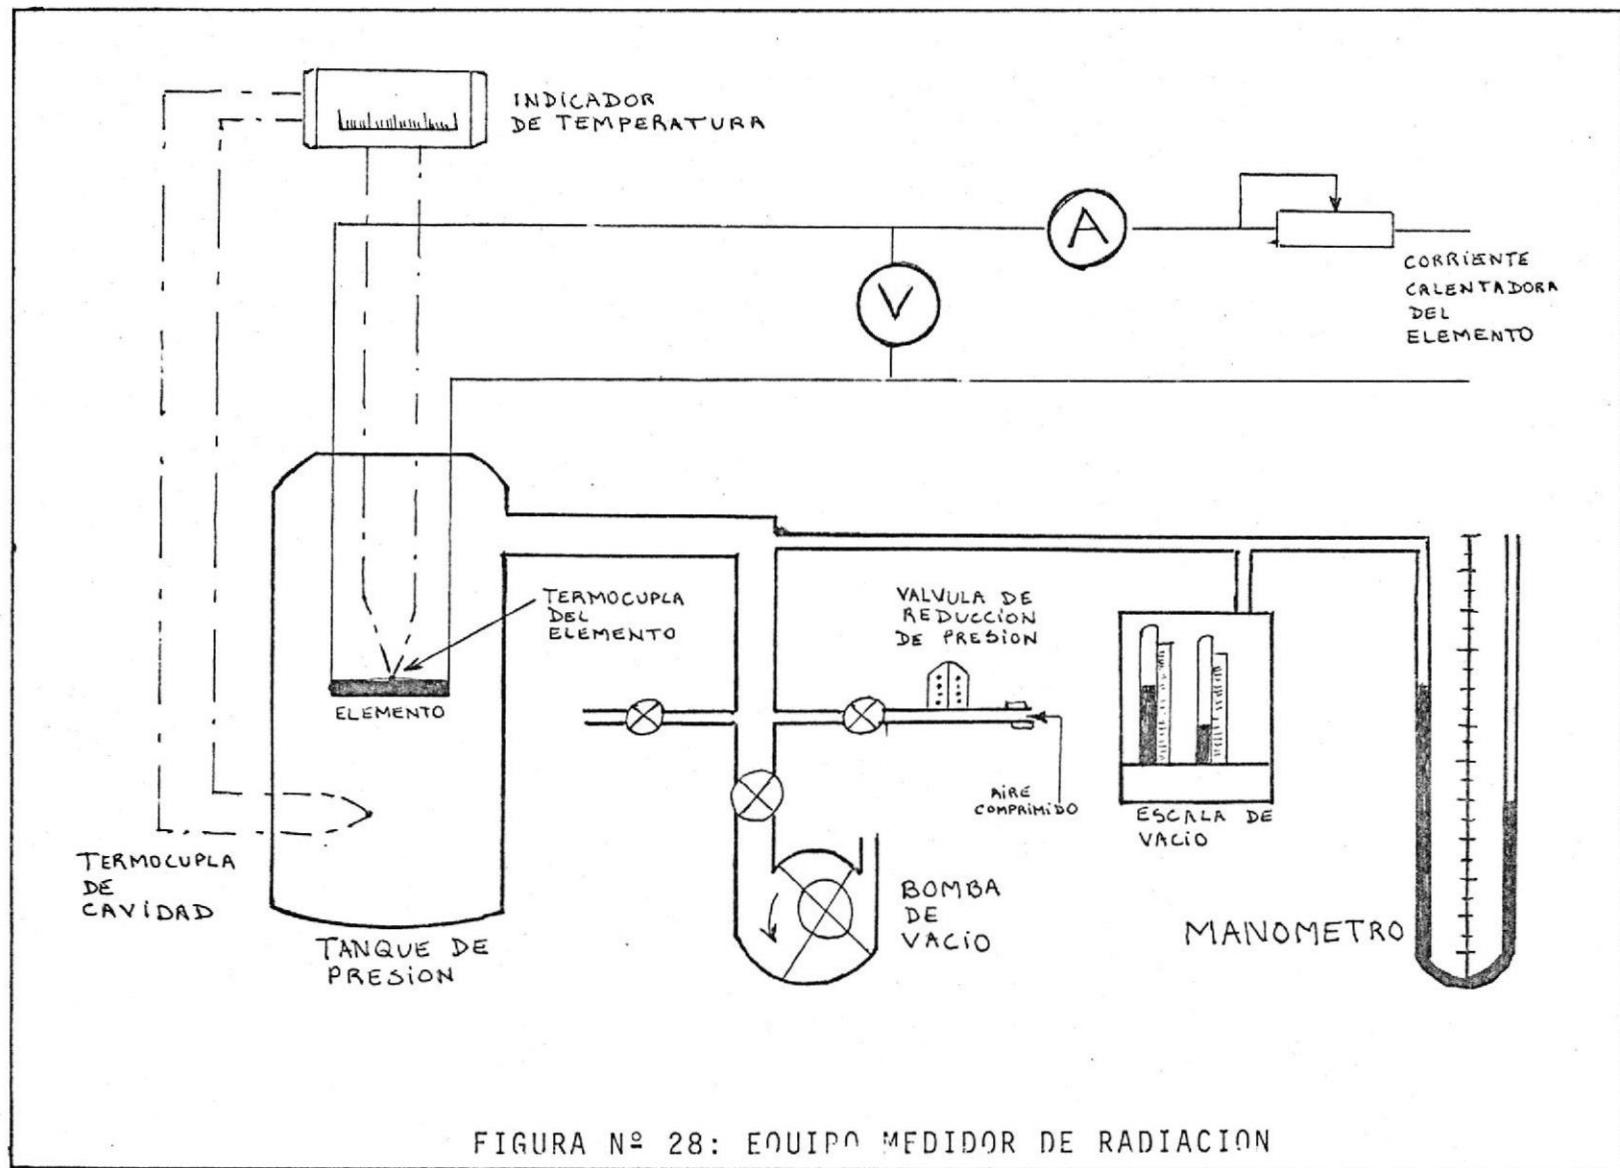 INDICADOR
DE TEMPERATURA
A
V
CORRIENTE
CALENTADORA
DEL
ELEMENTO
TERMOCUPLA
DEL
ELEMENTO
VALVULA DE
REDUCCION
DE PRESION
ELEMENTO
AIRE
COMPRIMIDO
ESCALA DE
VACIO
TERMOCUPLA
DE
CAVIDAD
BOMBA
DE
VACIO
MANOMETRO
TANQUE DE
PRESION
FIGURA Nº 28: EQUIPO MEDIDOR DE RADIACION